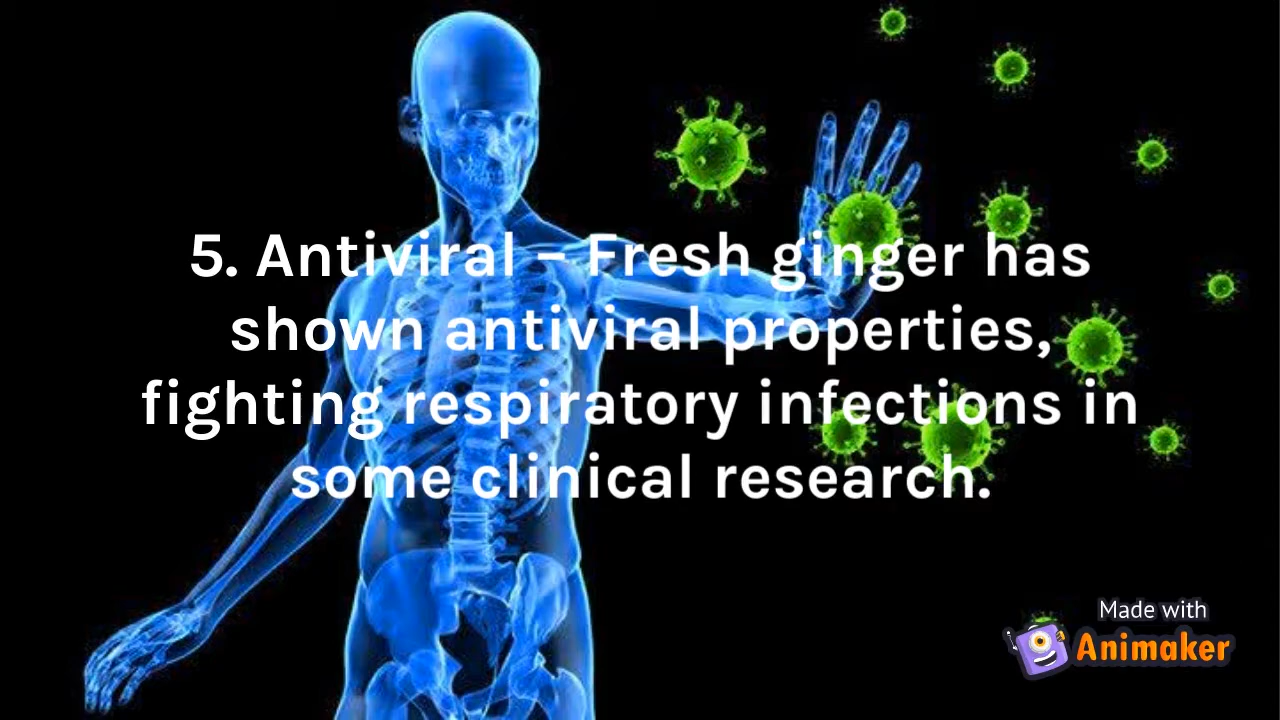 5. Antiviral – Fresh ginger has
shown antiviral properties,
fighting respiratory infections in
some clinical research.
Made with
Animaker